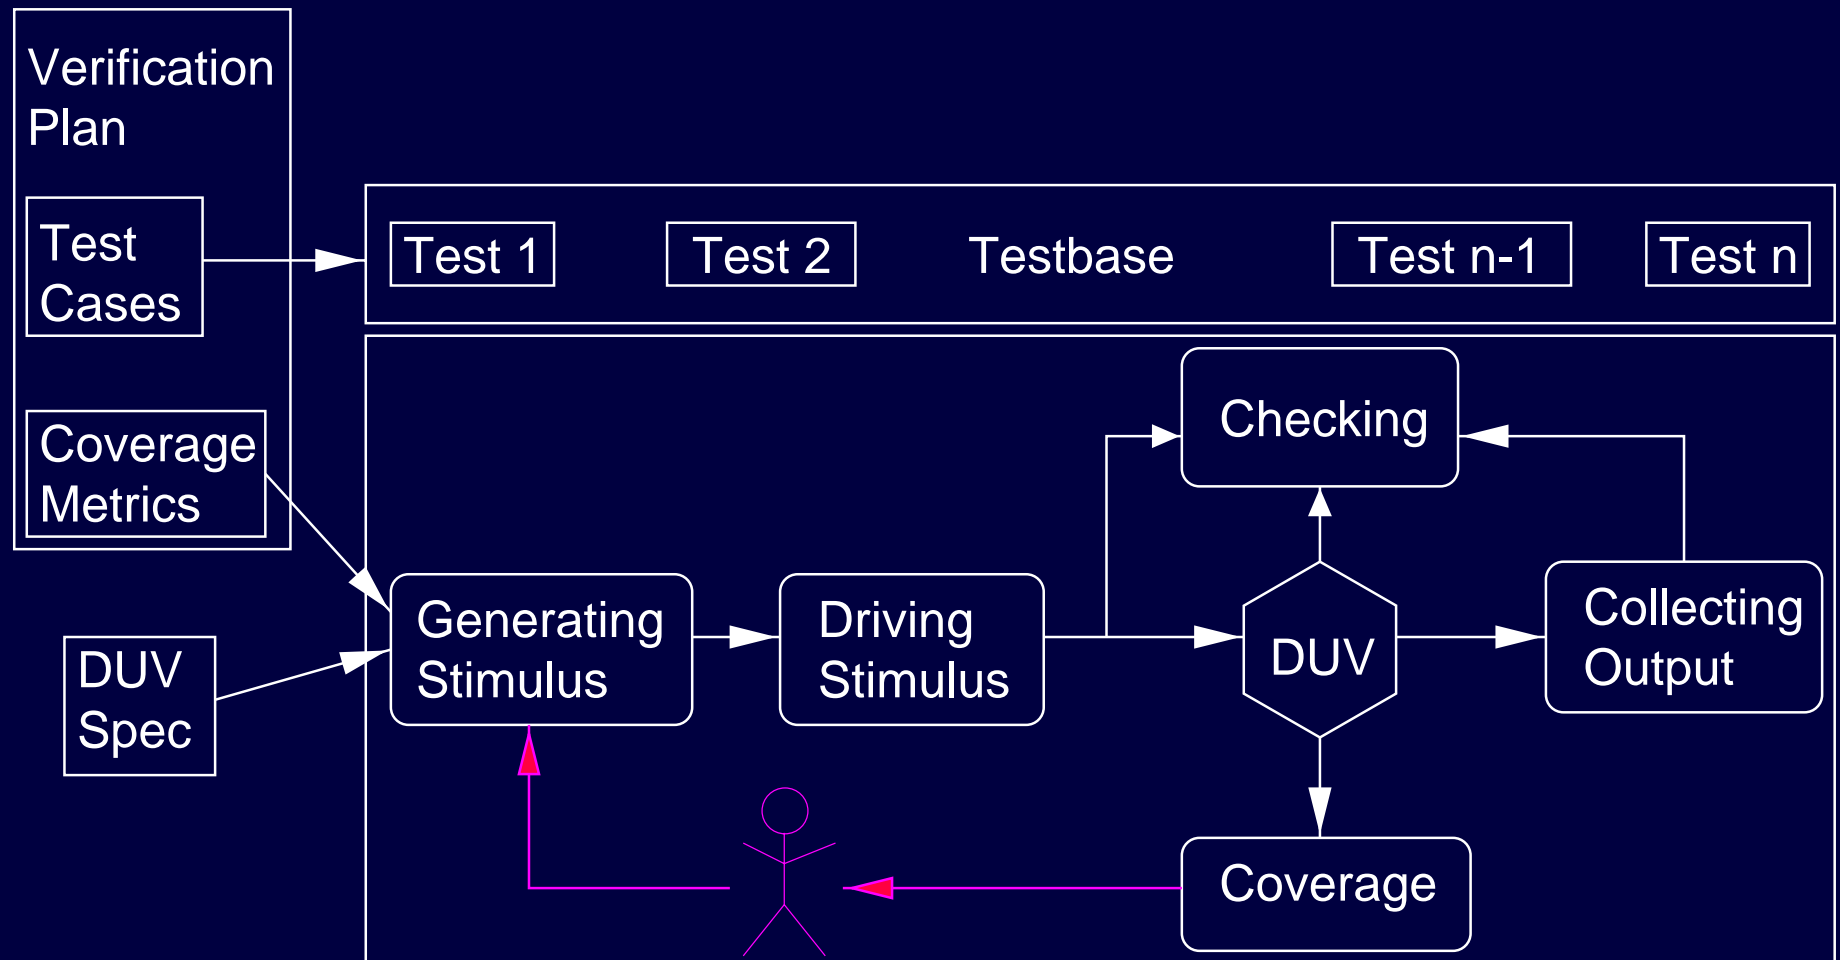 Verification
Plan
Test
Cases
Test 1
Test 2
Testbase
Test n-1
Test n
Coverage
Metrics
Checking
DUV
Spec
Generating
Stimulus
Driving
Stimulus
DUV
Collecting
Output
Coverage